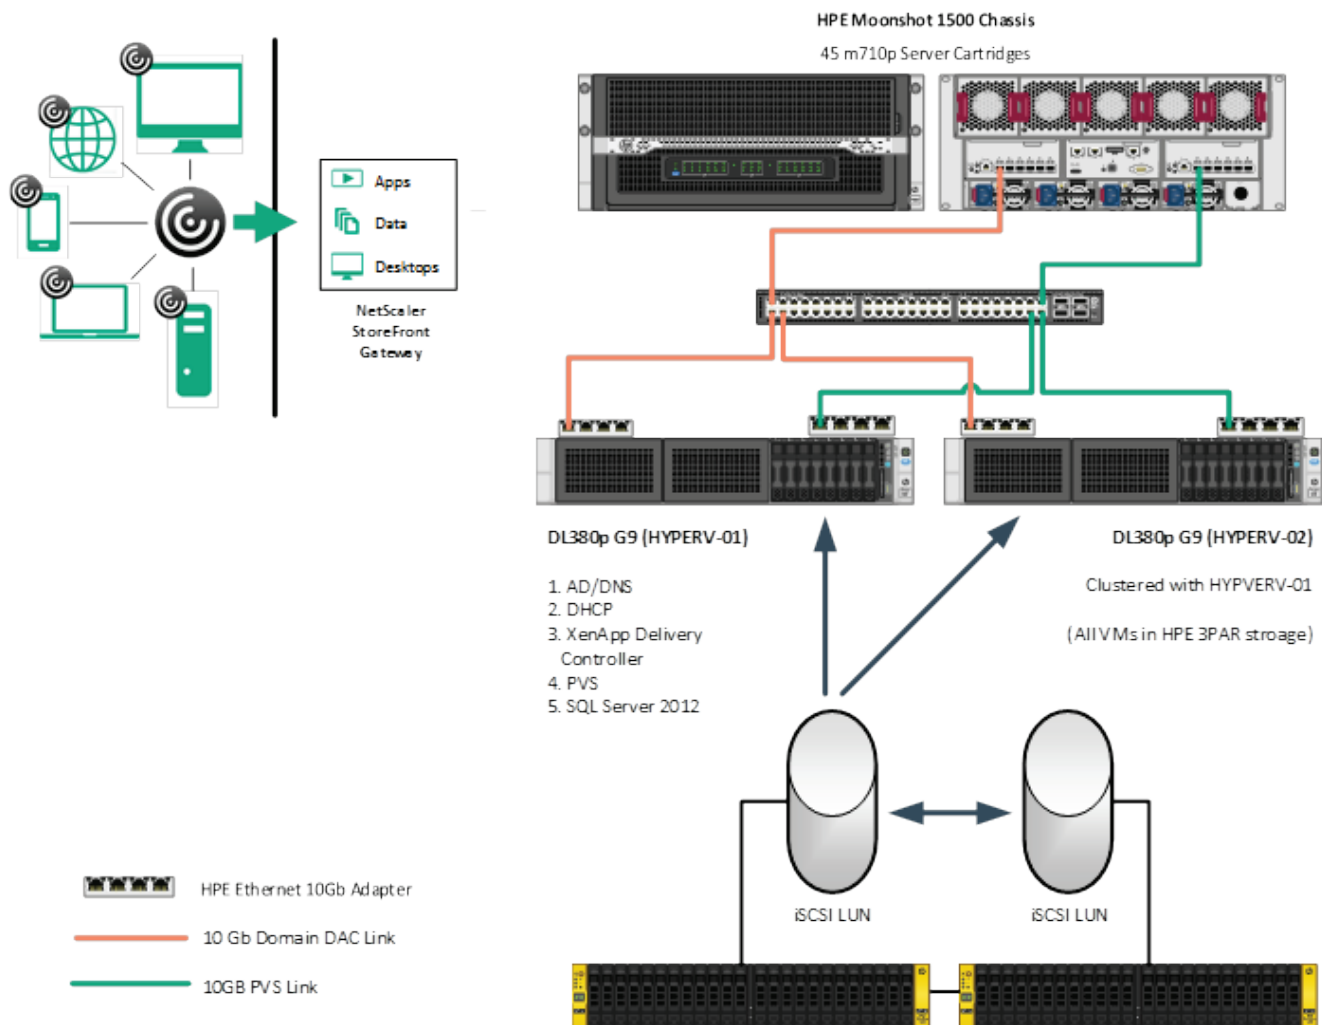 HPE Moonshot 1500 Chassis
45 m710p Server Cartridges
Apps
Data
Desktops
NetScaler
StoreFront
Gateway
DL380p G9 (HYPERV-01)
1. AD/DNS
2. DHCP
3. XenApp Delivery
Controller
4. PVS
5. SQL Server 2012
DL380p G9 (HYPERV-02)
Clustered with HYPVERV-01
(All VMs in HPE 3PAR stroage)
iSCSI LUN
iSCSI LUN
HPE Ethernet 10Gb Adapter
10 Gb Domain DAC Link
10GB PVS Link